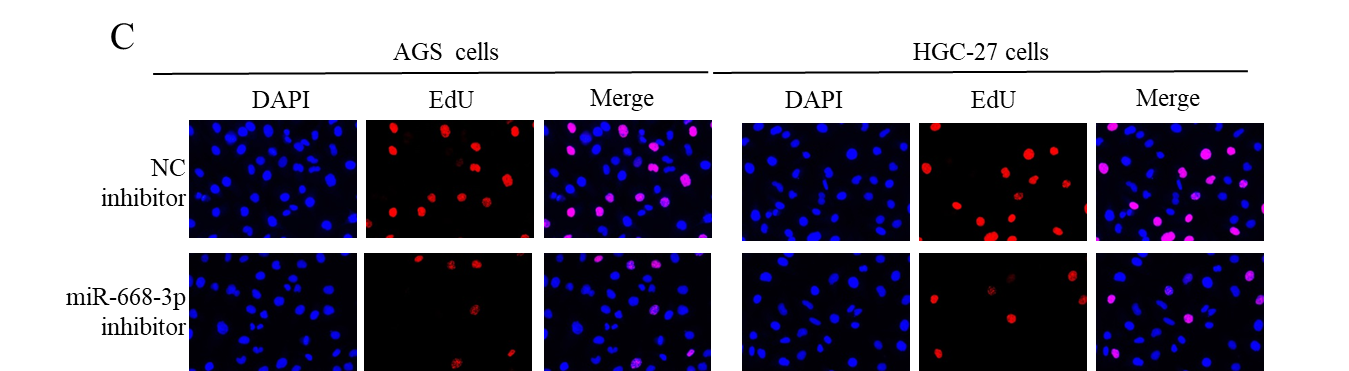 C
AGS cells HGC-27 cells
DAPI EdU Merge DAPI EdU Merge
NC
inhibitor
miR-668-3p
inhibitor